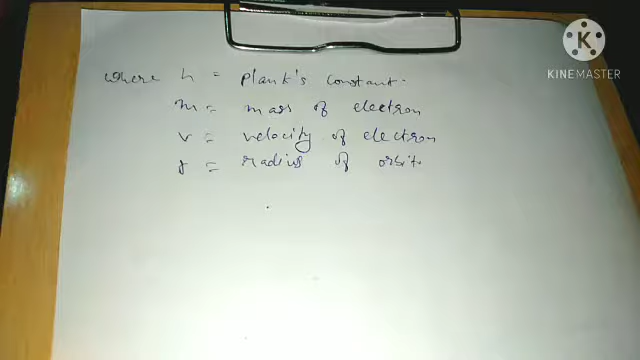 where h = plank's constant.
m = mass of electron
v = velocity of electron
r = radius of orbit
KINEMASTER